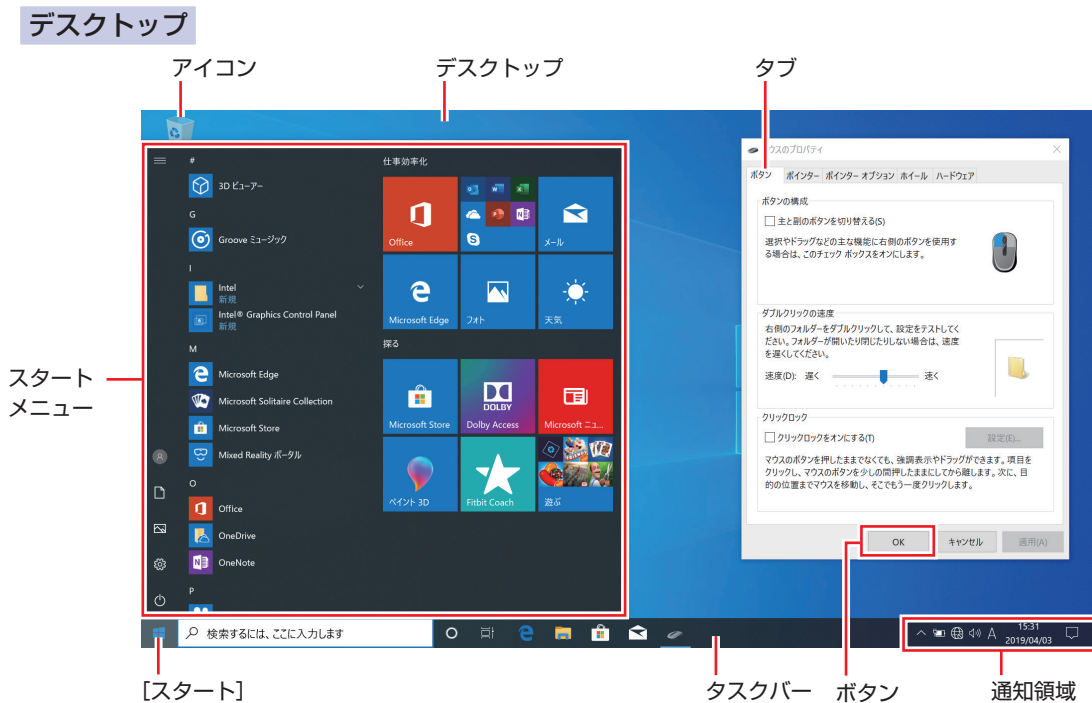 デスクトップ
アイコン
デスクトップ
タブ
スタート
メニュー
#
3D ビューアー
G
Groove ミュージック
I
Intel
新規
Intel® Graphics Control Panel
新規
M
Microsoft Edge
Microsoft Solitaire Collection
Microsoft Store
Mixed Reality ポータル
O
Office
OneDrive
OneNote
P
仕事効率化
Office
メール
Microsoft Edge
フォト
天気
探る
Microsoft Store
DOLBY
Dolby Access
Microsoft ニュ...
ペイント 3D
Fitbit Coach
遊ぶ
ウスのプロパティ
ボタン ポインター ポインター オプション ホイール ハードウェア
ボタンの構成
主と副のボタンを切り替える(S)
選択やドラッグなどの主な機能に右側のボタンを使用す
る場合は、このチェック ボックスをオンにします。
ダブルクリックの速度
右側のフォルダーをダブルクリックして、設定をテストしてく
ださい。フォルダーが開いたり閉じたりしない場合は、速度
を遅くしてください。
速度(D): 遅く 速く
クリックロック
クリックロックをオンにする(T)
設定(E)...
マウスのボタンを押したままでなくても、強調表示やドラッグができます。項目を
クリックし、マウスのボタンを少しの間押したままにしてから離します。次に、目
的の位置までマウスを移動し、そこでもう一度クリックします。
OK キャンセル 適用(A)
検索するには、ここに入力します
A
15:31
2019/04/03
[スタート]
タスクバー
ボタン
通知領域